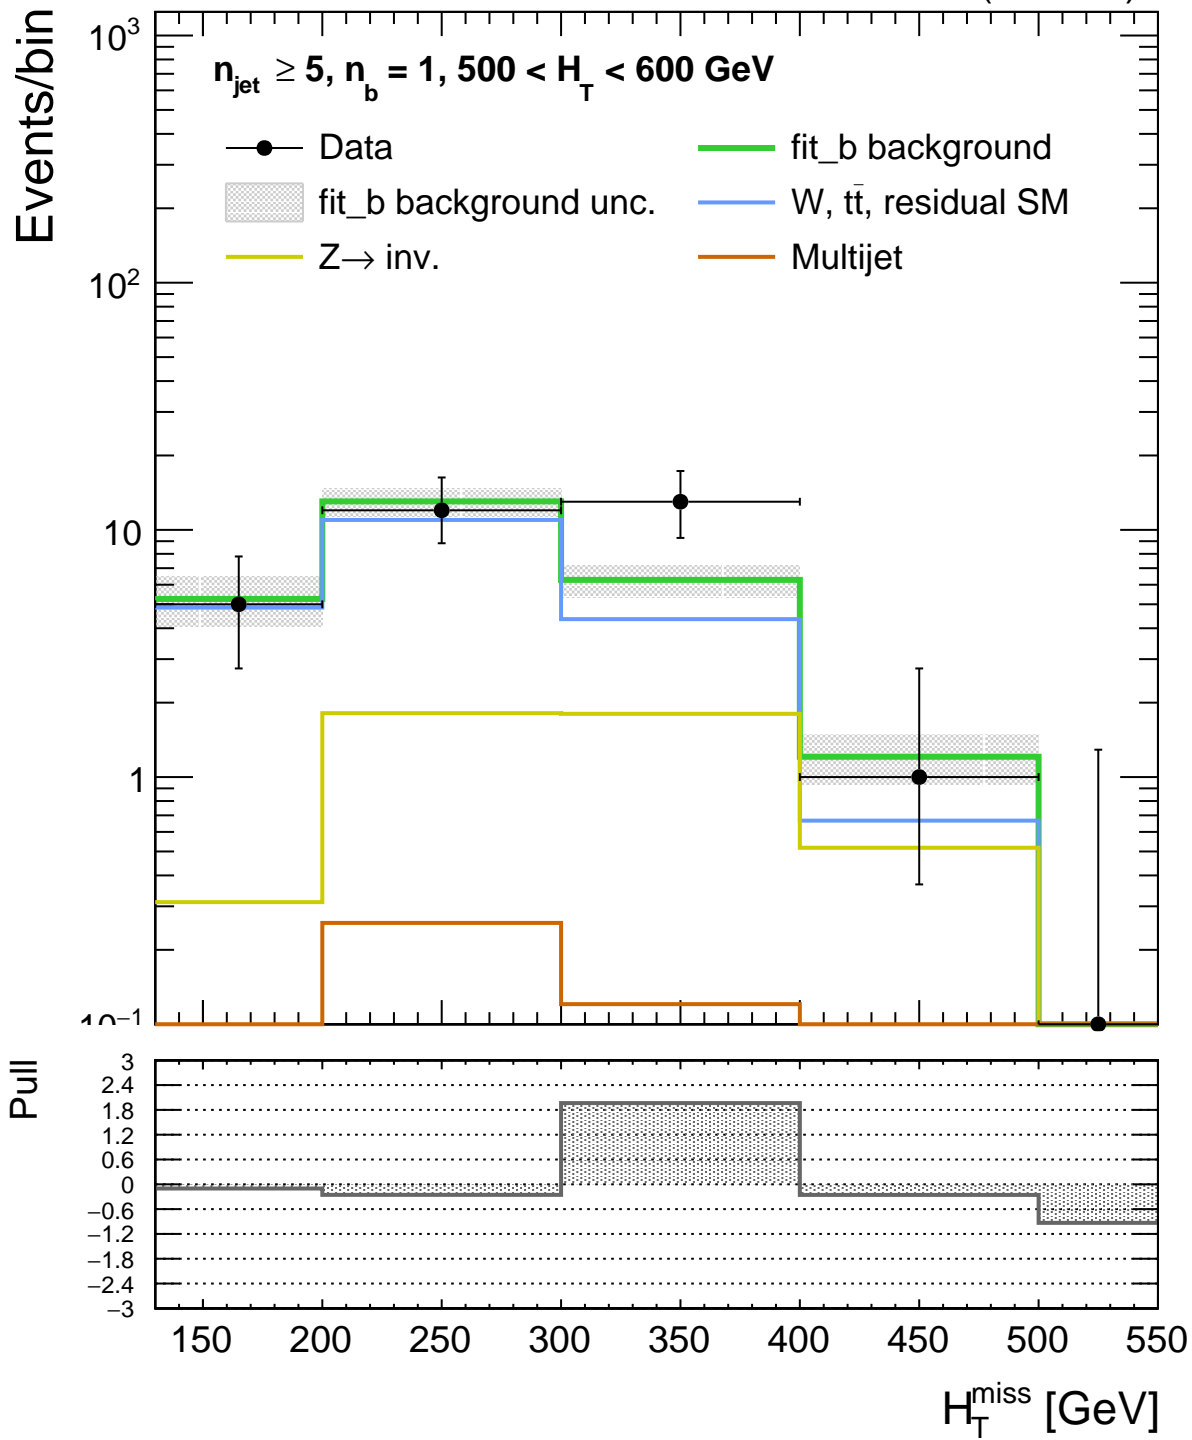 Events/bin
n_jet ≥ 5, n_b = 1, 500 < H_T < 600 GeV
Data
fit_b background
fit_b background unc.
W, tt̄, residual SM
Z→ inv.
Multijet
10³
10²
10
1
10⁻¹
Pull
3
2.4
1.8
1.2
0.6
0
−0.6
−1.2
−1.8
−2.4
−3
150 200 250 300 350 400 450 500 550
H_T^miss [GeV]